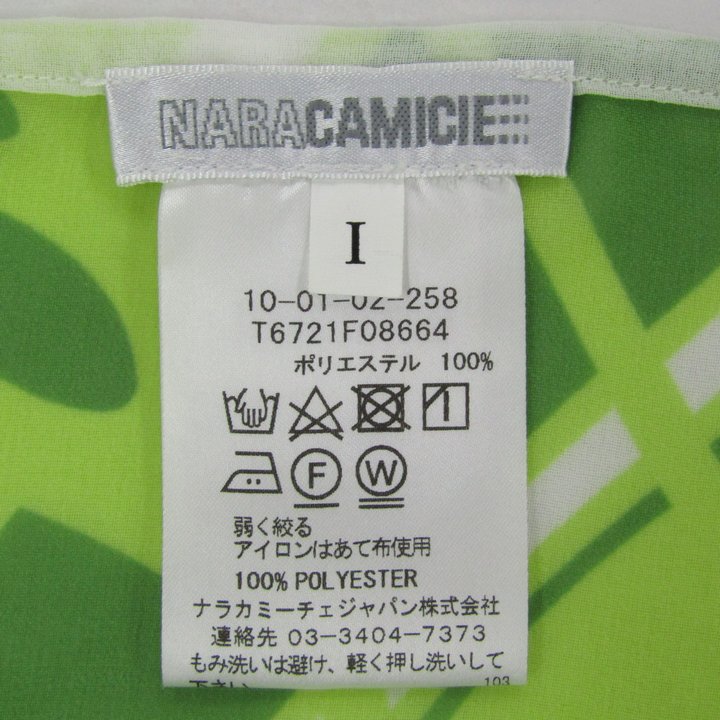 NARACAMICIE
I
10-01-02-258
T6721F08664
ポリエステル 100%
F W
弱く絞る
アイロンはあて布使用
100% POLYESTER
ナラカミーチェジャパン株式会社
連絡先 03-3404-7373
もみ洗いは避け、軽く押し洗いして
下さい。 103